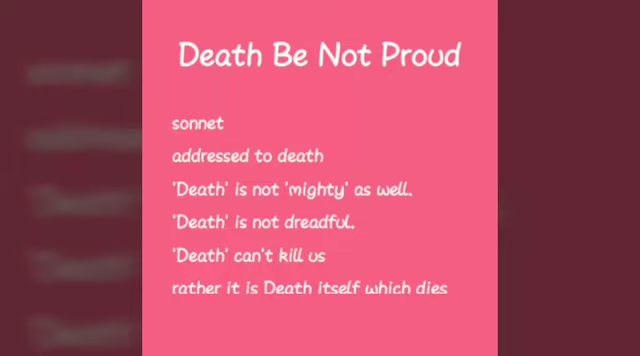 Death Be Not Proud
sonnet
addressed to death
'Death' is not 'mighty' as well.
'Death' is not dreadful.
'Death' can't kill us
rather it is Death itself which dies